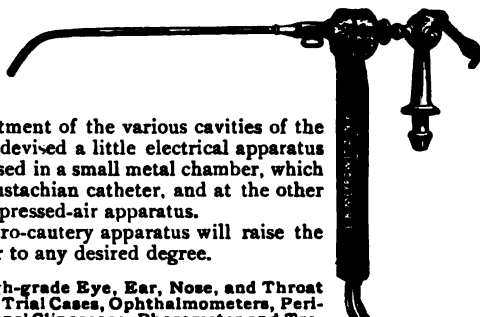 tment of the various cavities of the
devised a little electrical apparatus
sed in a small metal chamber, which
ustachian catheter, and at the other
pressed-air apparatus.
ro-cautery apparatus will raise the
r to any desired degree.
gh-grade Eye, Ear, Nose, and Throat
Trial Cases, Ophthalmometers, Peri-